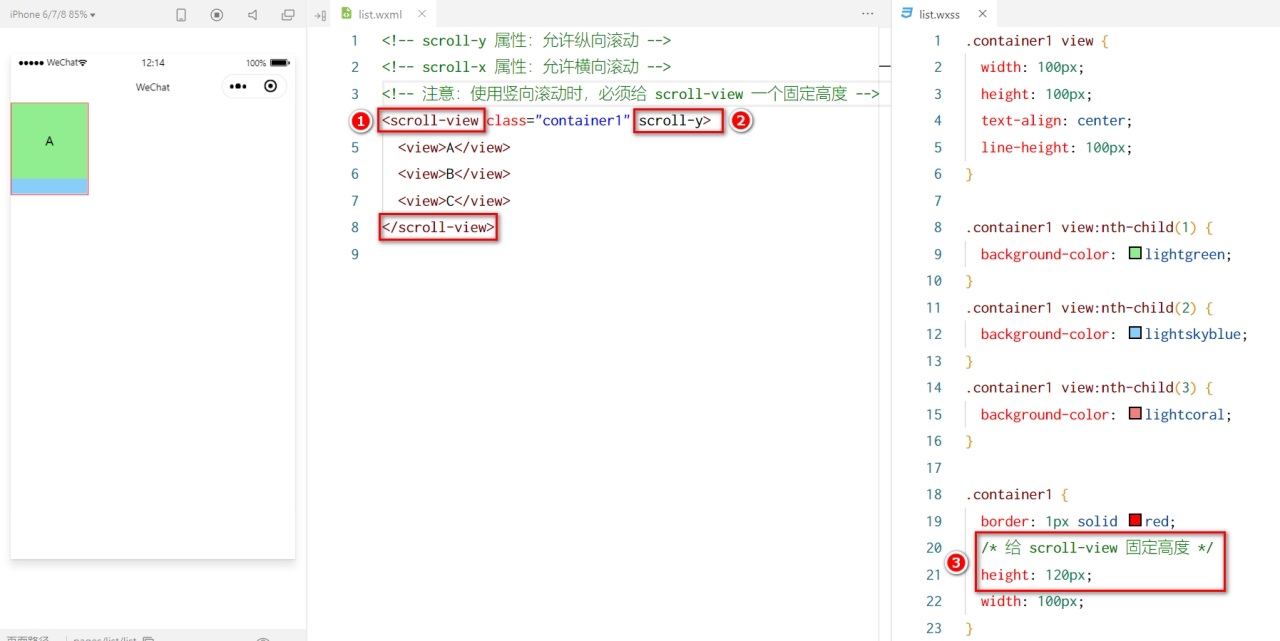 iPhone 6/7/8 85%
WeChat
12:14
100%
WeChat
A
list.wxml
1 <!-- scroll-y 属性：允许纵向滚动 -->
2 <!-- scroll-x 属性：允许横向滚动 -->
3 <!-- 注意：使用竖向滚动时，必须给 scroll-view 一个固定高度 -->
1
4 <scroll-view class="container1" scroll-y>
2
5 <view>A</view>
6 <view>B</view>
7 <view>C</view>
8 </scroll-view>
9
list.wxss
1 .container1 view {
2 width: 100px;
3 height: 100px;
4 text-align: center;
5 line-height: 100px;
6 }
7
8 .container1 view:nth-child(1) {
9 background-color: lightgreen;
10 }
11 .container1 view:nth-child(2) {
12 background-color: lightskyblue;
13 }
14 .container1 view:nth-child(3) {
15 background-color: lightcoral;
16 }
17
18 .container1 {
19 border: 1px solid red;
20 /* 给 scroll-view 固定高度 */
3
21 height: 120px;
22 width: 100px;
23 }
页面路径 pages/list/list